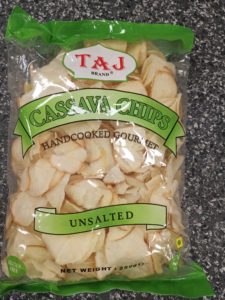 TAJ
BRAND ®
CASSAVA CHIPS
HANDCOOKED GOURMET
UNSALTED
NET WEIGHT